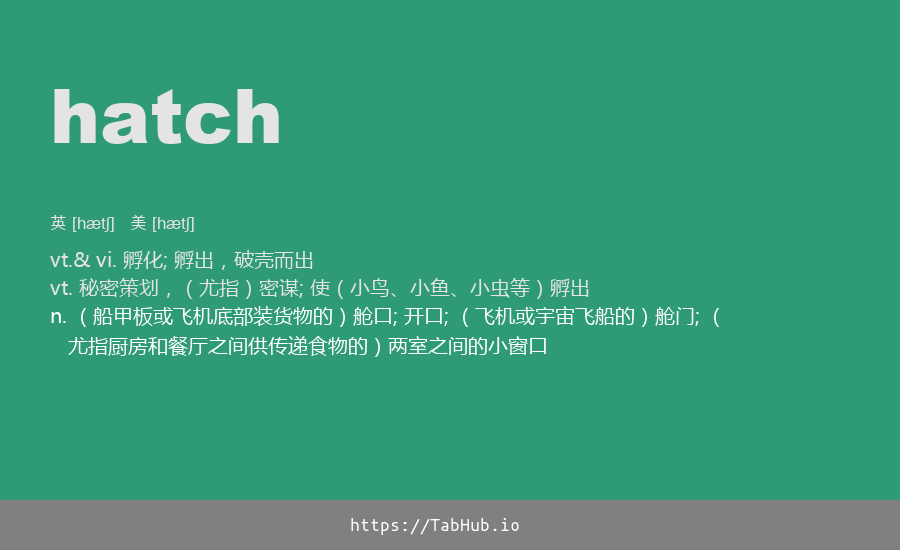 hatch
英 [hætʃ] 美 [hætʃ]
vt.& vi. 孵化; 孵出，破壳而出
vt. 秘密策划，（尤指）密谋; 使（小鸟、小鱼、小虫等）孵出
n. （船甲板或飞机底部装货物的）舱口; 开口; （飞机或宇宙飞船的）舱门; （
尤指厨房和餐厅之间供传递食物的）两室之间的小窗口
https://TabHub.io